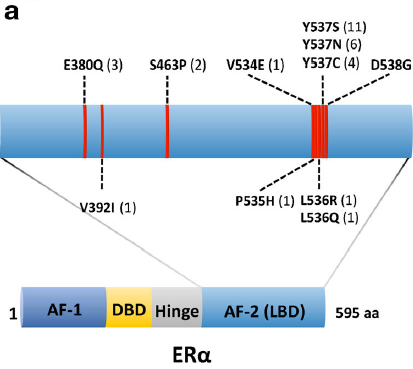 a
Y537S (11)
Y537N (6)
E380Q (3) S463P (2) V534E (1) Y537C (4) D538G
V392I (1) P535H (1) L536R (1)
L536Q (1)
1 AF-1 DBD Hinge AF-2 (LBD) 595 aa
ERα